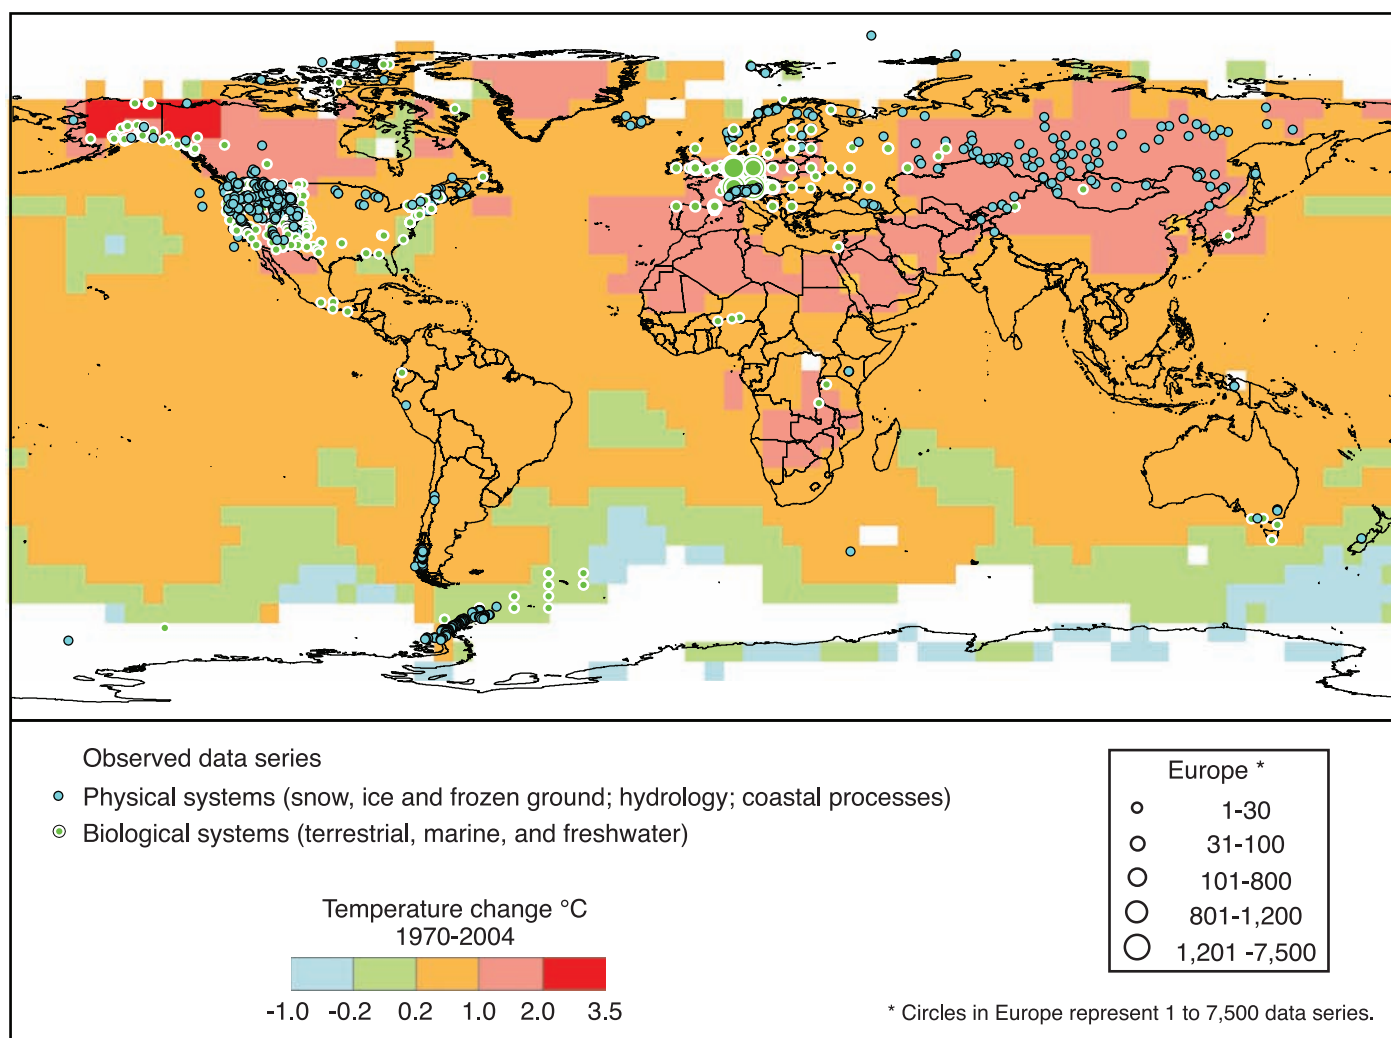 Observed data series
Physical systems (snow, ice and frozen ground; hydrology; coastal processes)
Biological systems (terrestrial, marine, and freshwater)
Temperature change °C
1970-2004
-1.0 -0.2 0.2 1.0 2.0 3.5
Europe *
1-30
31-100
101-800
801-1,200
1,201 -7,500
* Circles in Europe represent 1 to 7,500 data series.